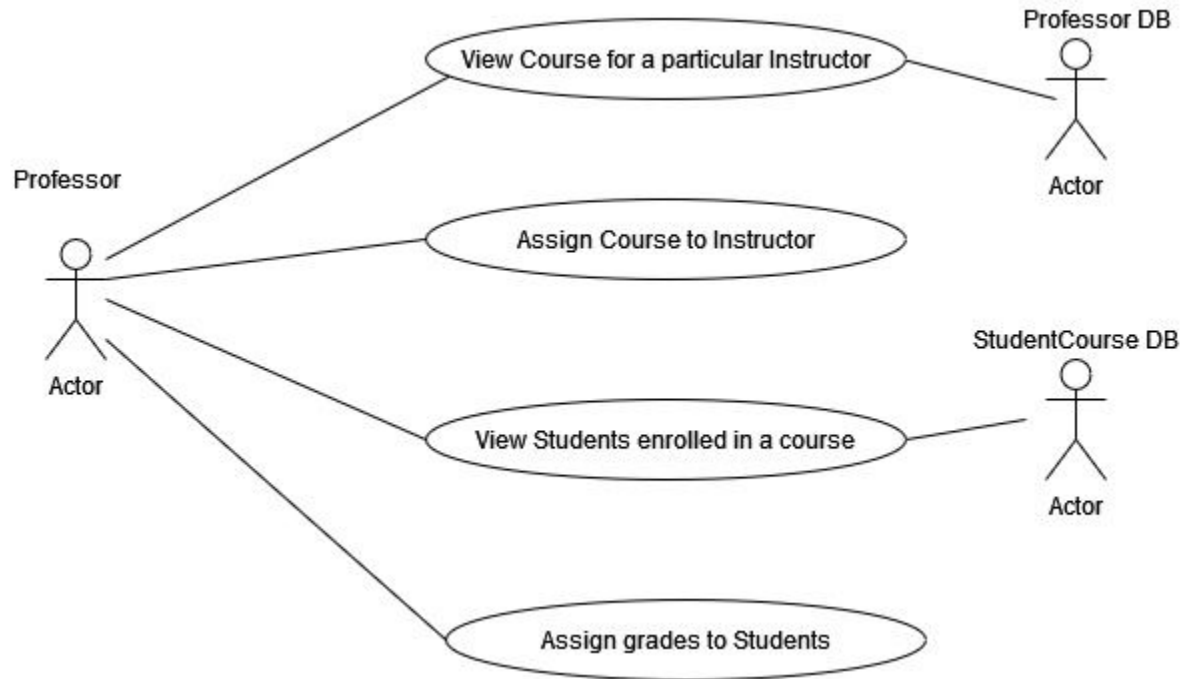 Professor DB
View Course for a particular Instructor
Actor
Professor
Assign Course to Instructor
StudentCourse DB
Actor
View Students enrolled in a course
Actor
Assign grades to Students